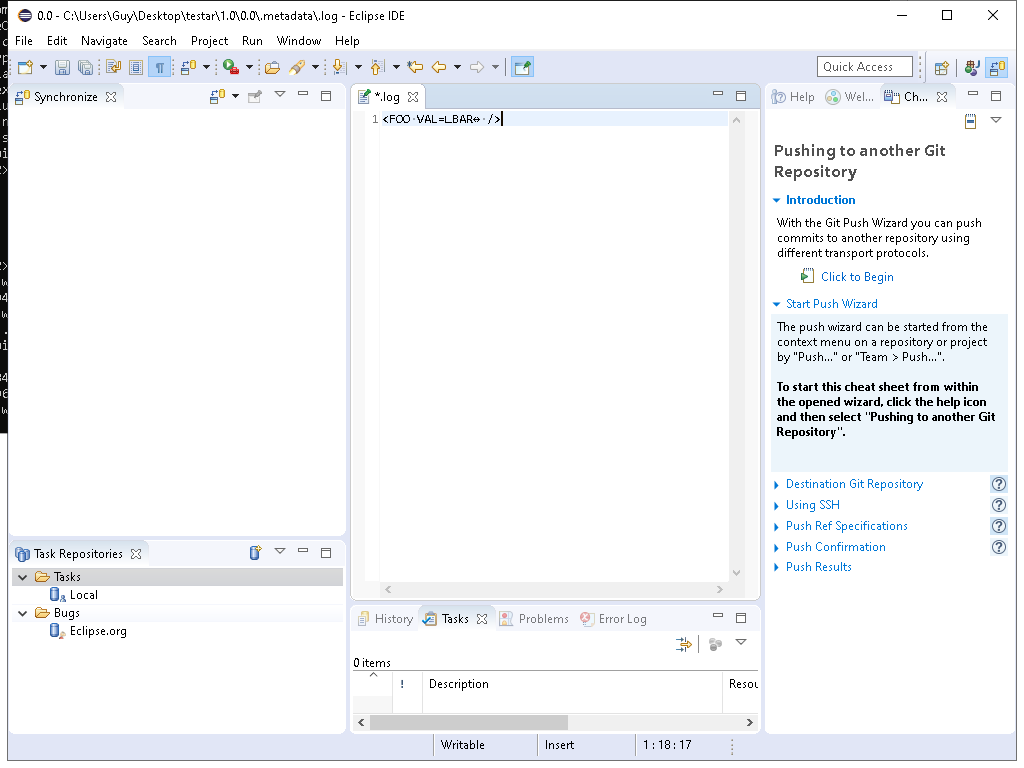 0.0 - C:\Users\Guy\Desktop\testar\1.0\0.0\.metadata\.log - Eclipse IDE
File Edit Navigate Search Project Run Window Help
Quick Access
Synchronize
*.log
Help
Wel...
Ch...
1 <FOO·VAL=∟BAR↔·/>
Pushing to another Git
Repository
Introduction
With the Git Push Wizard you can push
commits to another repository using
different transport protocols.
Click to Begin
Start Push Wizard
The push wizard can be started from the
context menu on a repository or project
by "Push..." or "Team > Push...".
To start this cheat sheet from within
the opened wizard, click the help icon
and then select "Pushing to another Git
Repository".
Destination Git Repository
Using SSH
Push Ref Specifications
Push Confirmation
Push Results
Task Repositories
Tasks
Local
Bugs
Eclipse.org
History Tasks Problems Error Log
0 items
! Description Resou
Writable Insert 1 : 18 : 17